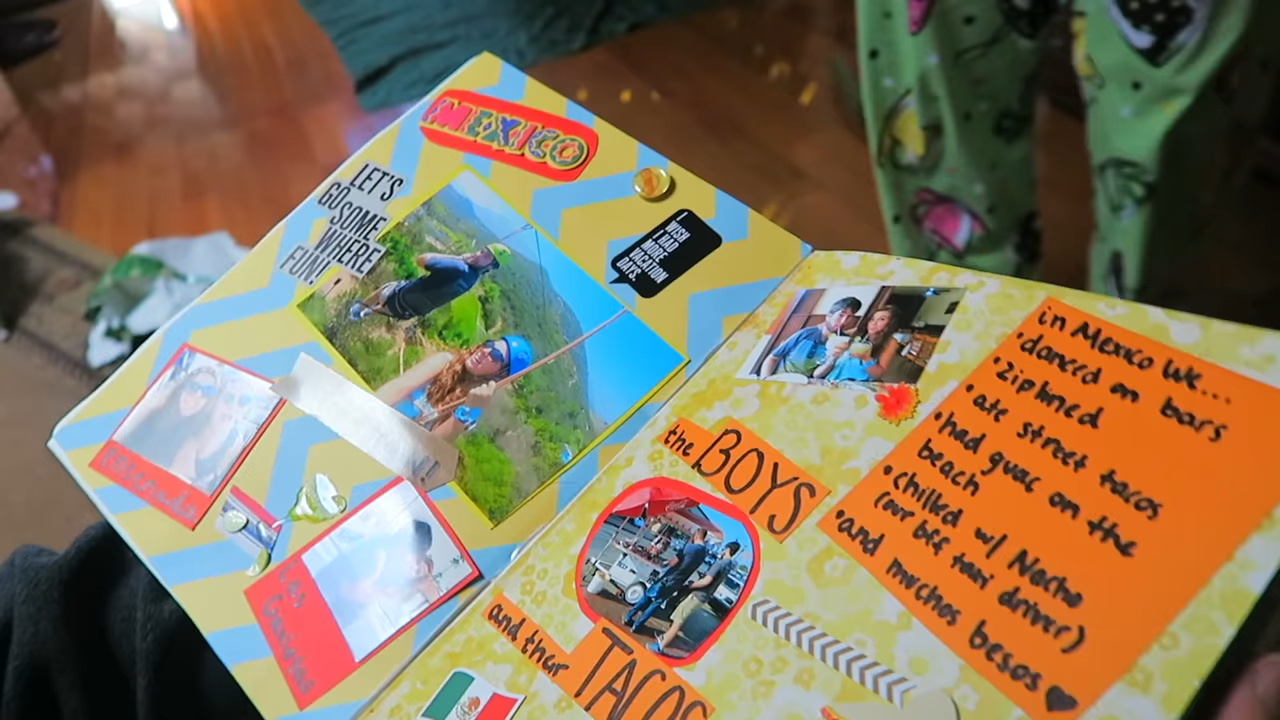 MEXICO
LET'S
GO SOME
WHERE
FUN!
I
WISH
I HAD
MORE
VACATION
DAYS.
the BOYS
and ther
TACOS
in Mexico We...
•danced on bars
•Ziplined
•ate street tacos
•had guac on the
beach
•chilled w/ Nacho
(our bff taxi driver)
•and muchos besos